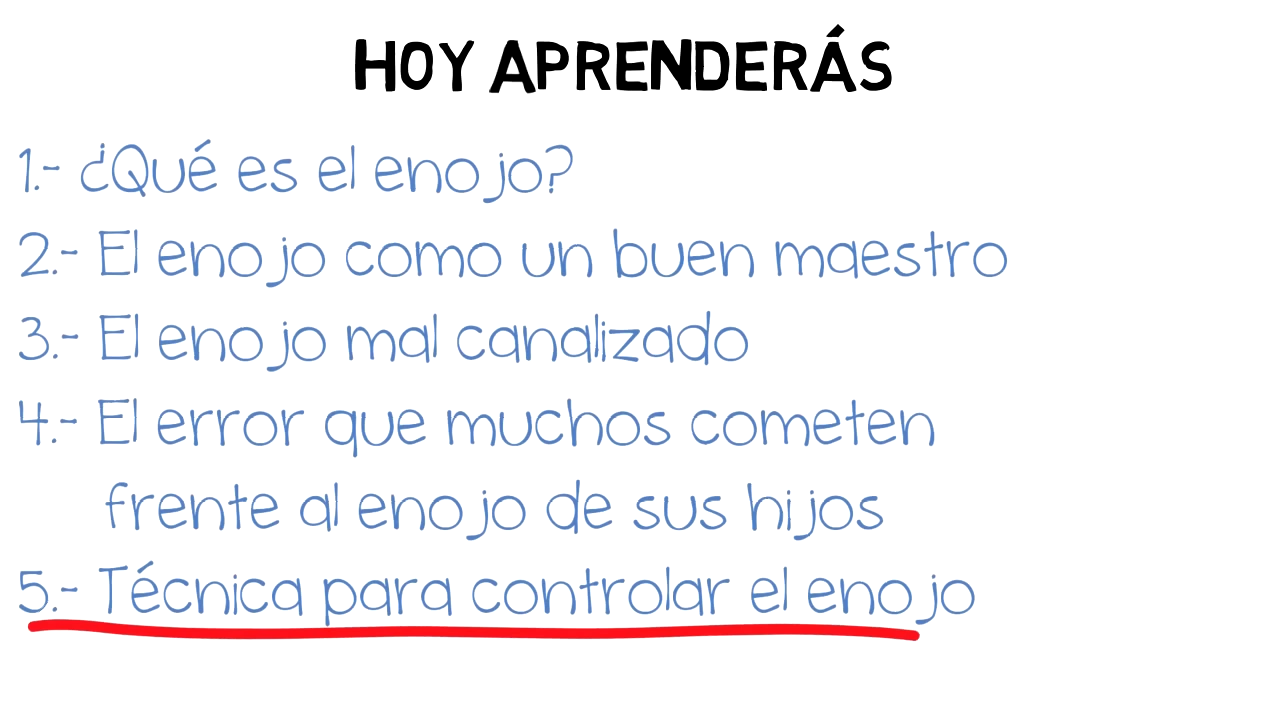 HOY APRENDERÁS
1.- ¿Qué es el enojo?
2.- El enojo como un buen maestro
3.- El enojo mal canalizado
4.- El error que muchos cometen
frente al enojo de sus hijos
5.- Técnica para controlar el enojo